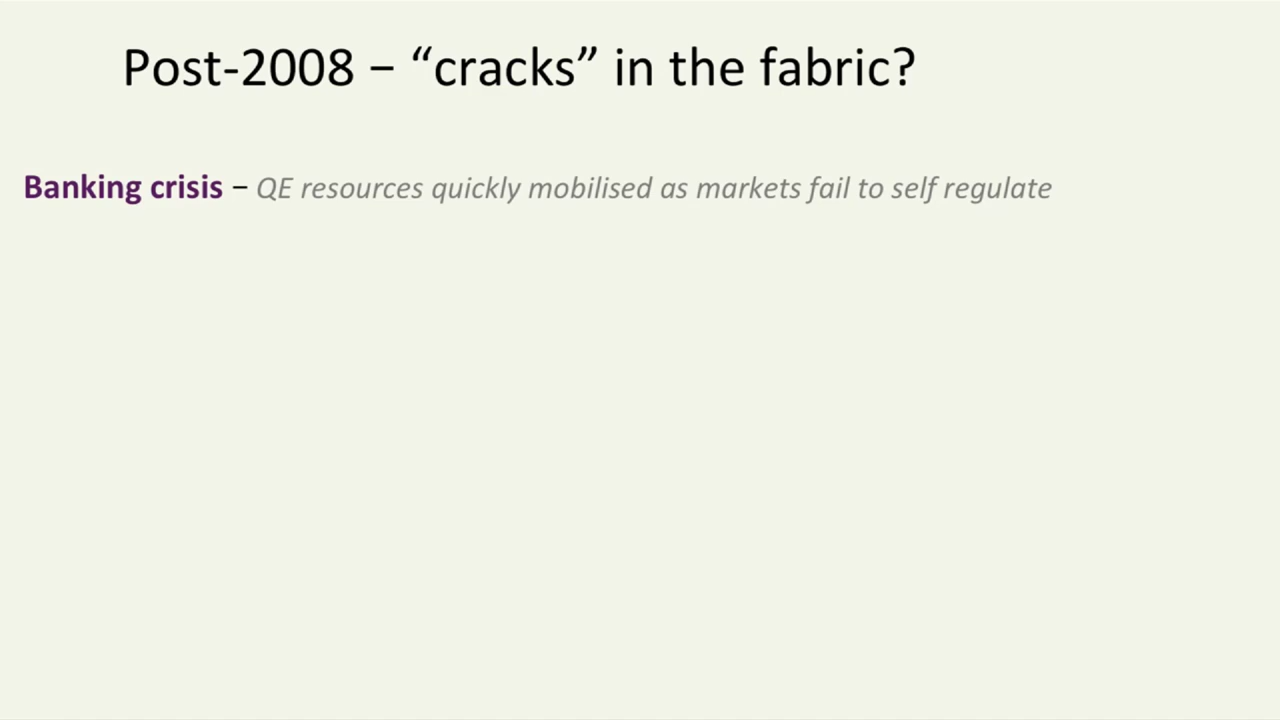 Post-2008 – “cracks” in the fabric?
Banking crisis – QE resources quickly mobilised as markets fail to self regulate